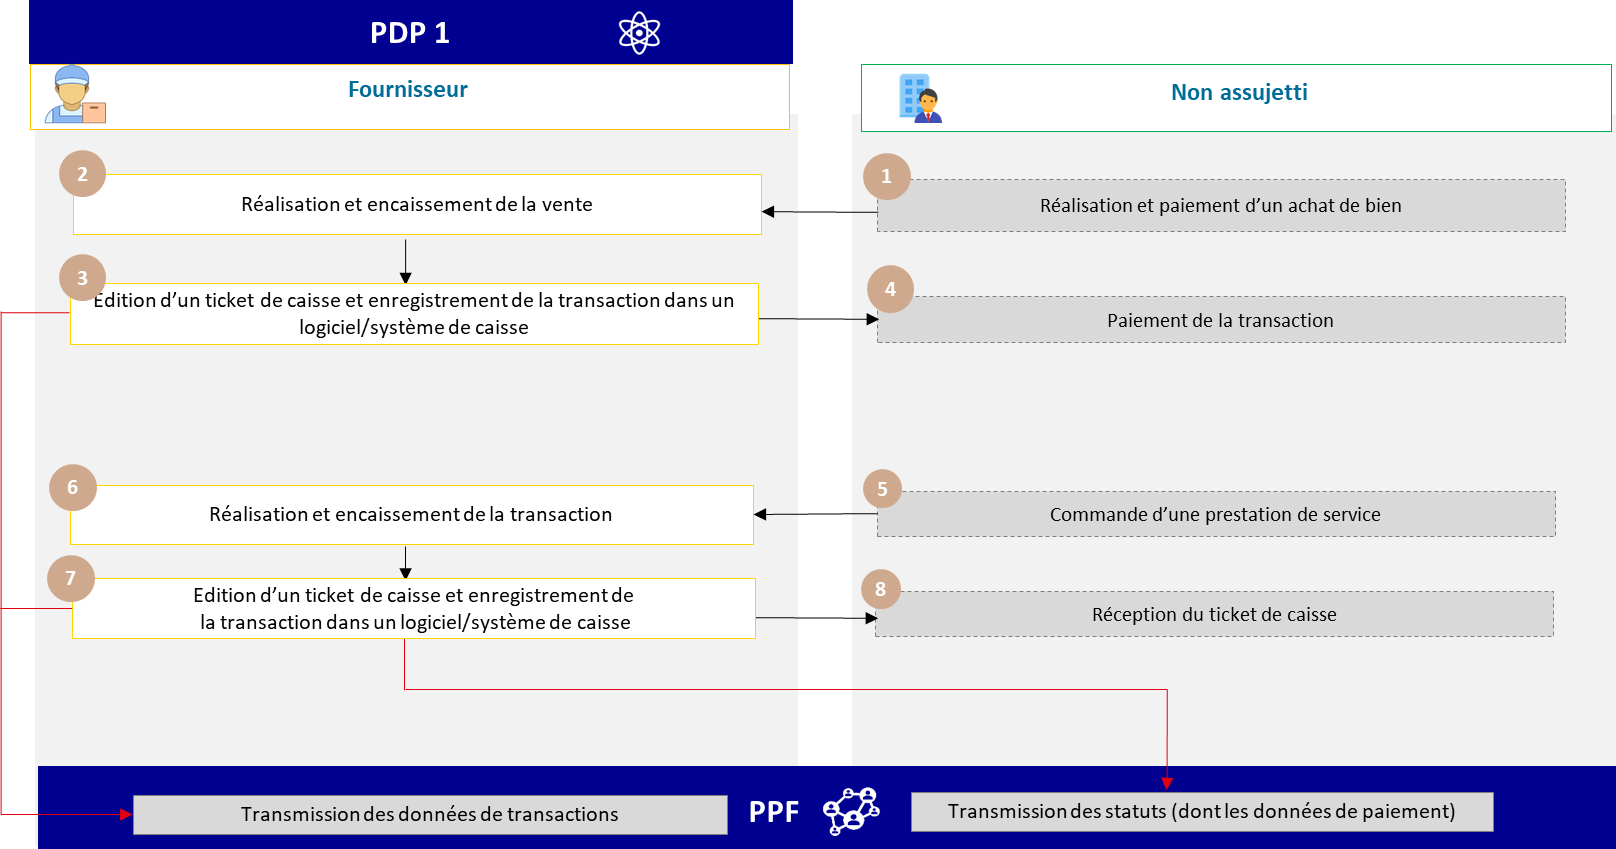 PDP 1
Fournisseur
Non assujetti
2
Réalisation et encaissement de la vente
1
Réalisation et paiement d’un achat de bien
3
Edition d’un ticket de caisse et enregistrement de la transaction dans un
logiciel/système de caisse
4
Paiement de la transaction
6
Réalisation et encaissement de la transaction
5
Commande d’une prestation de service
7
Edition d’un ticket de caisse et enregistrement de
la transaction dans un logiciel/système de caisse
8
Réception du ticket de caisse
Transmission des données de transactions
PPF
Transmission des statuts (dont les données de paiement)